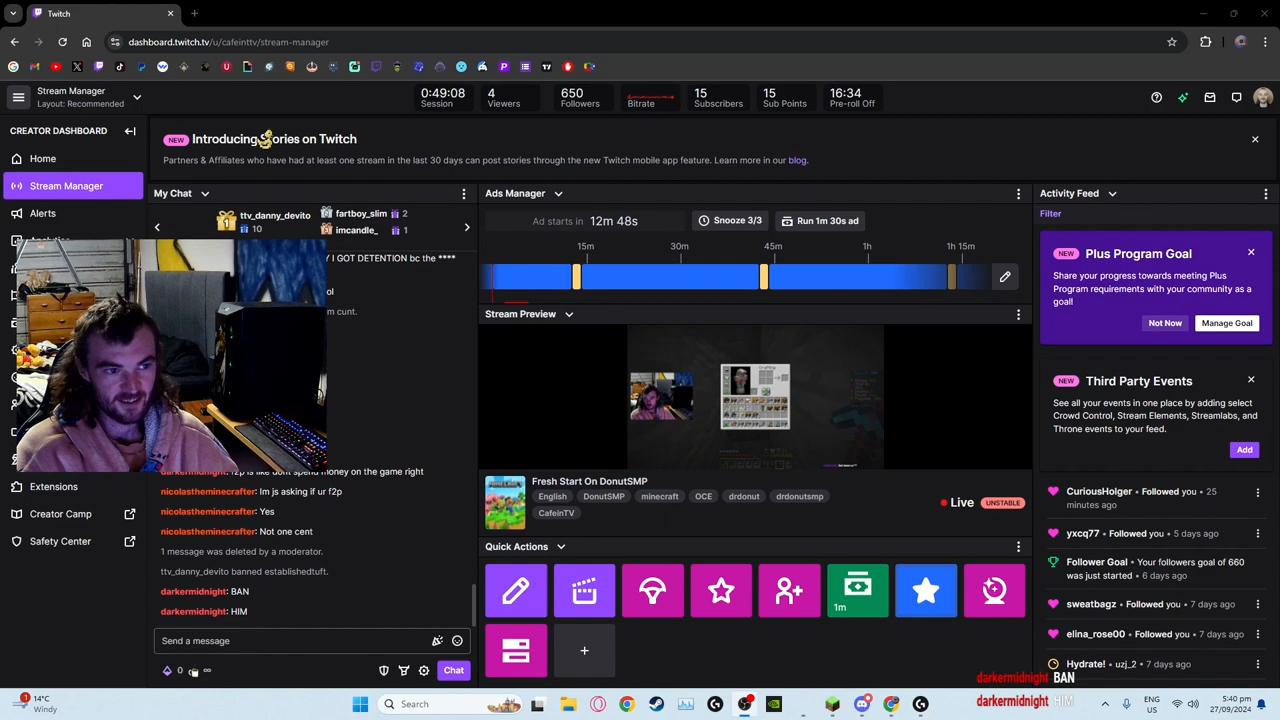 Twitch
dashboard.twitch.tv/u/cafeinttv/stream-manager
Stream Manager
Layout: Recommended
0:49:08
Session
4
Viewers
650
Followers
Bitrate
15
Subscribers
15
Sub Points
16:34
Pre-roll Off
CREATOR DASHBOARD
Home
Stream Manager
Alerts
Extensions
Creator Camp
Safety Center
NEW Introducing Stories on Twitch
Partners & Affiliates who have had at least one stream in the last 30 days can post stories through the new Twitch mobile app feature. Learn more in our blog.
My Chat
1
ttv_danny_devito
10
fartboy_slim 2
imcandle_ 1
I GOT DETENTION bc the ****
m cunt.
darkermidnight: f2p is like dont spend money on the game right
nicolastheminecrafter: Im js asking if ur f2p
nicolastheminecrafter: Yes
nicolastheminecrafter: Not one cent
1 message was deleted by a moderator.
ttv_danny_devito banned establishedtuft.
darkermidnight: BAN
darkermidnight: HIM
Send a message
0
Chat
Ads Manager
Ad starts in 12m 48s
Snooze 3/3
Run 1m 30s ad
15m 30m 45m 1h 1h 15m
Stream Preview
Crafting
Fresh Start On DonutSMP
English DonutSMP minecraft OCE drdonut drdonutsmp
CafeinTV
Live UNSTABLE
Quick Actions
1m
Activity Feed
Filter
NEW Plus Program Goal
Share your progress towards meeting Plus
Program requirements with your community as a
goal!
Not Now Manage Goal
NEW Third Party Events
See all your events in one place by adding select
Crowd Control, Stream Elements, Streamlabs, and
Throne events to your feed.
Add
CuriousHolger • Followed you • 25
minutes ago
yxcq77 • Followed you • 5 days ago
Follower Goal • Your followers goal of 660
was just started • 6 days ago
sweatbagz • Followed you • 7 days ago
elina_rose00 • Followed you • 7 days ago
Hydrate! • uzj_2 • 7 days ago
darkermidnight BAN
darkermidnight HIM
1
14°C
Windy
Search
ENG
US
5:40 pm
27/09/2024